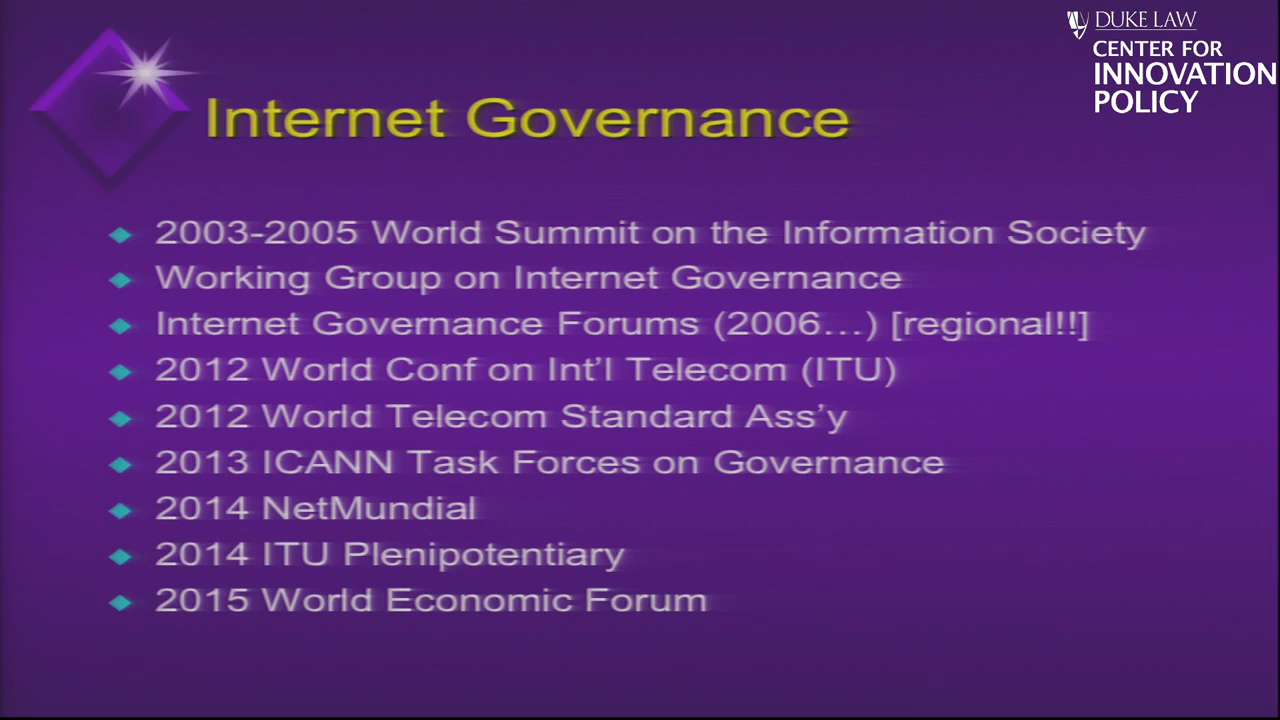 DUKE LAW
CENTER FOR
INNOVATION
POLICY
Internet Governance
2003-2005 World Summit on the Information Society
Working Group on Internet Governance
Internet Governance Forums (2006…) [regional!!]
2012 World Conf on Int'l Telecom (ITU)
2012 World Telecom Standard Ass'y
2013 ICANN Task Forces on Governance
2014 NetMundial
2014 ITU Plenipotentiary
2015 World Economic Forum